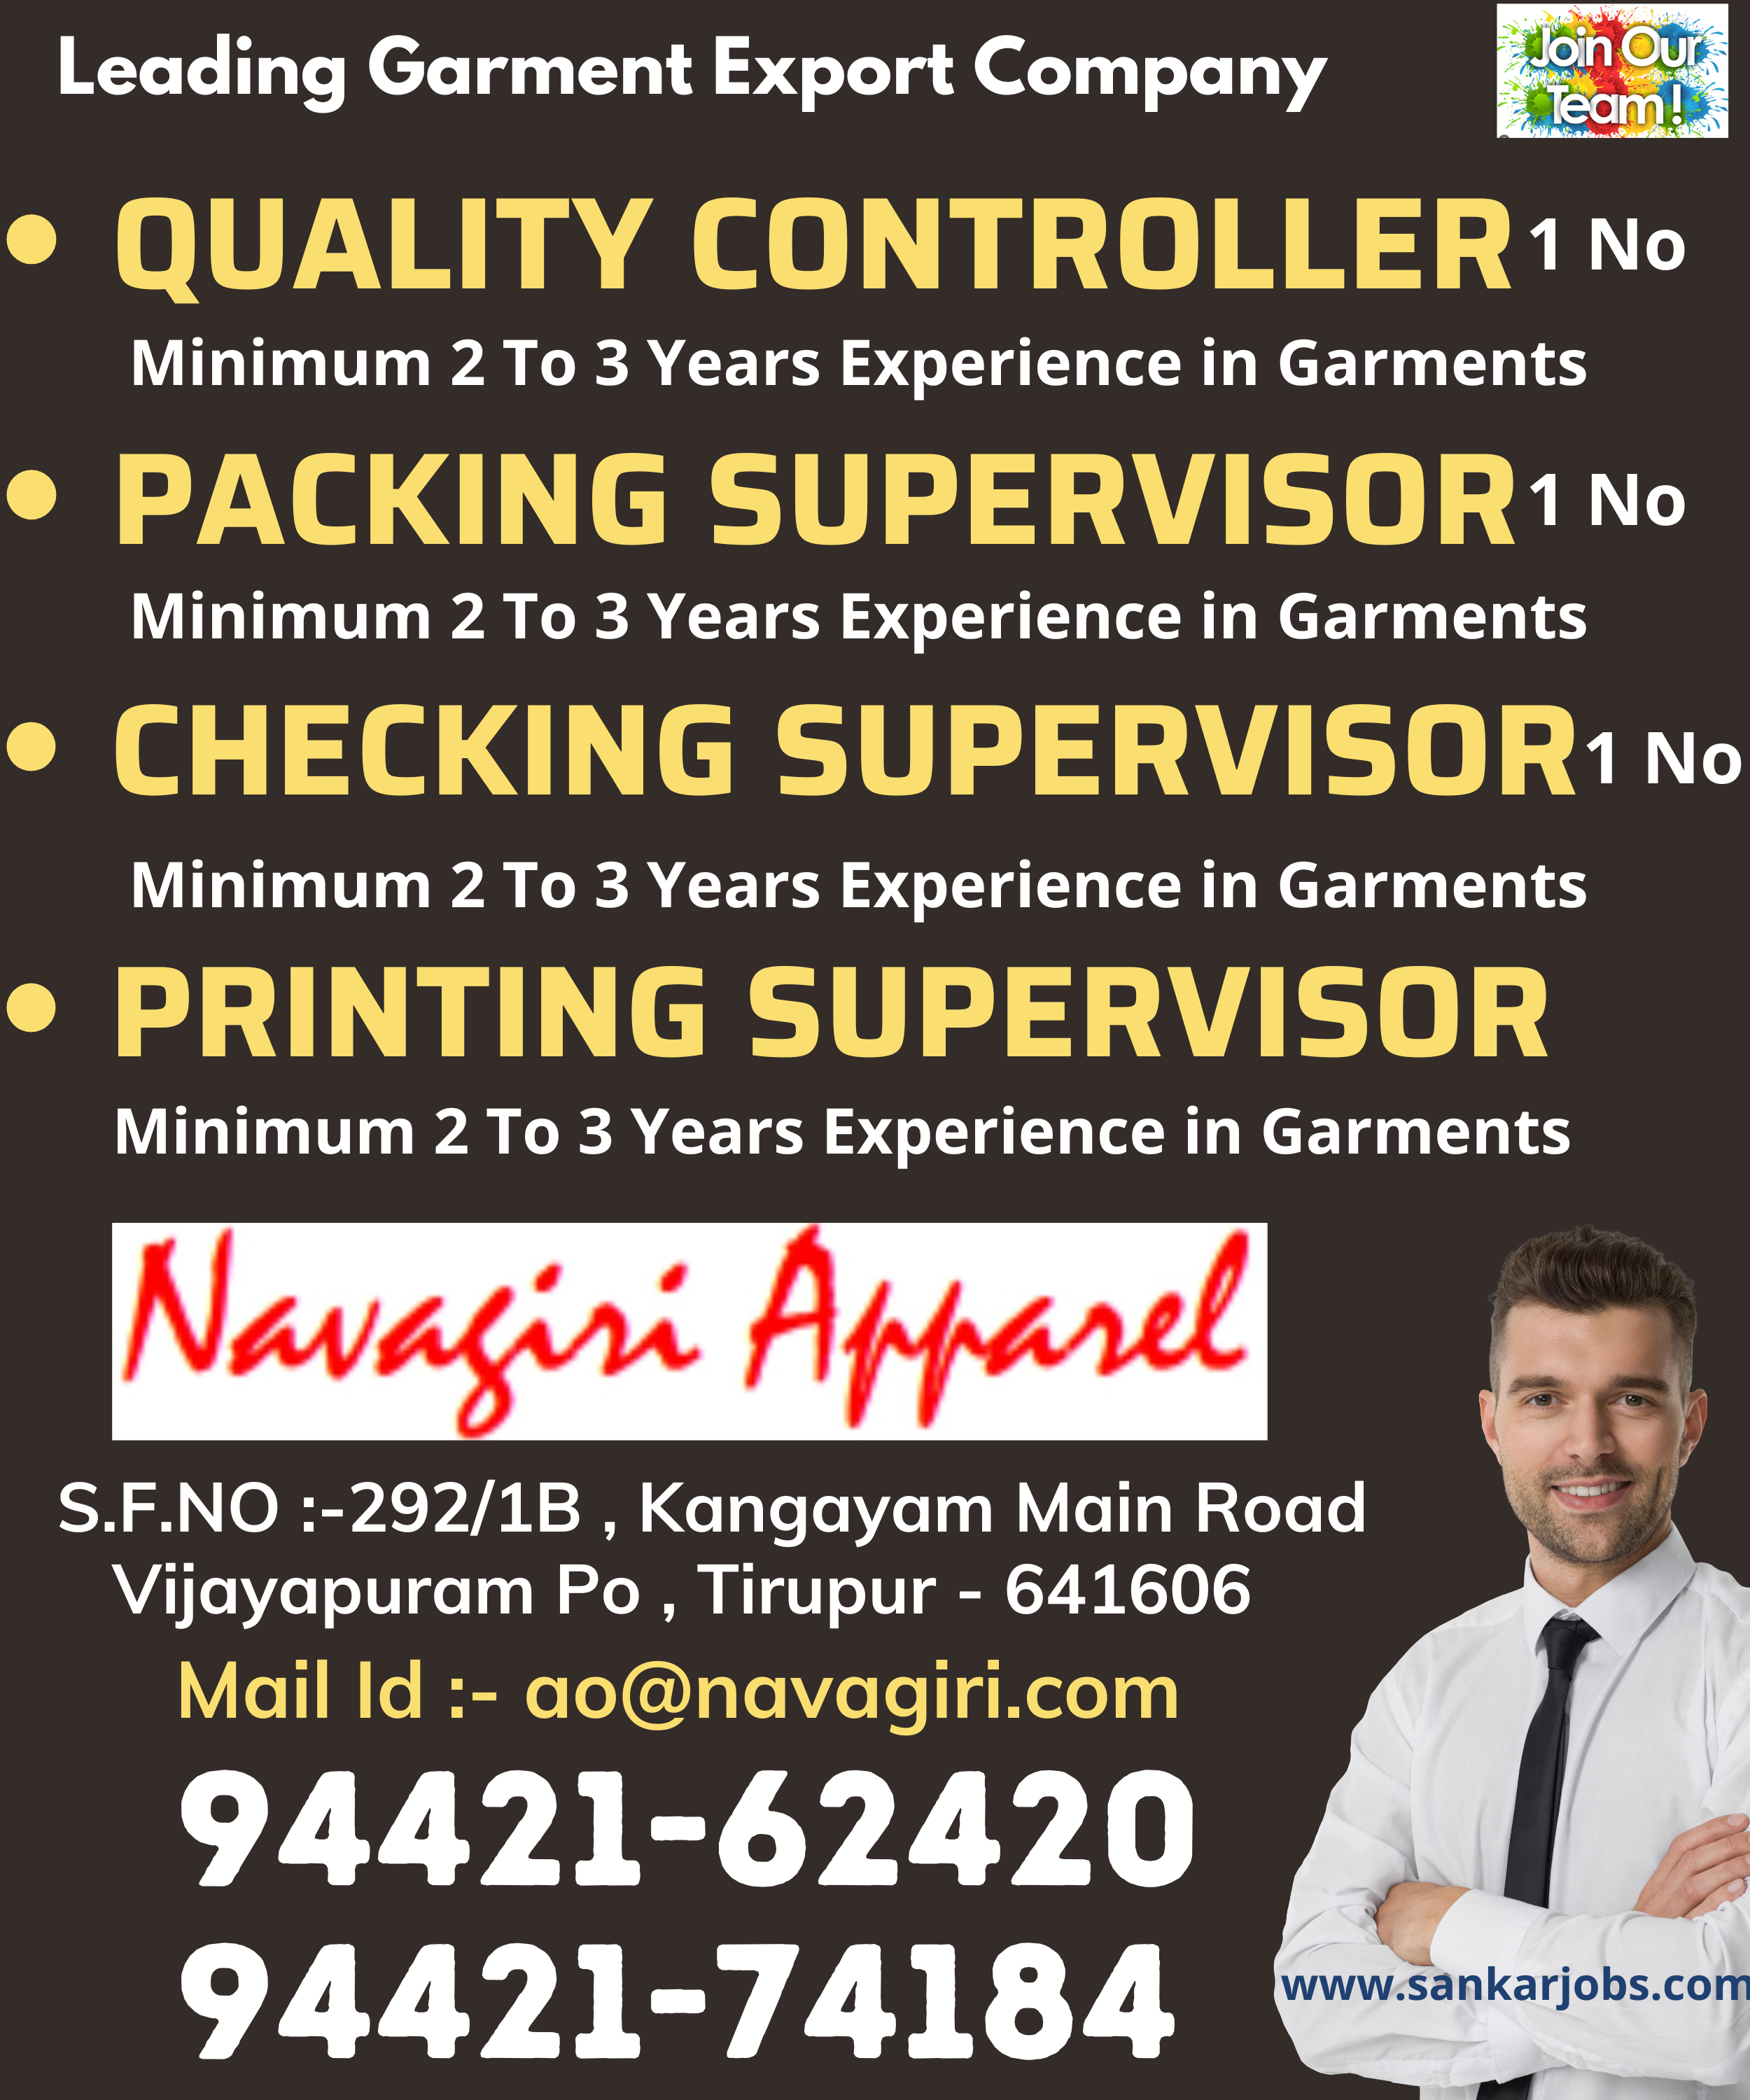 Leading Garment Export Company
Join Our
Team!
• QUALITY CONTROLLER 1 No
Minimum 2 To 3 Years Experience in Garments
• PACKING SUPERVISOR 1 No
Minimum 2 To 3 Years Experience in Garments
• CHECKING SUPERVISOR 1 No
Minimum 2 To 3 Years Experience in Garments
• PRINTING SUPERVISOR
Minimum 2 To 3 Years Experience in Garments
Navagiri Apparel
S.F.NO :-292/1B , Kangayam Main Road
Vijayapuram Po , Tirupur - 641606
Mail Id :- ao@navagiri.com
94421-62420
94421-74184
www.sankarjobs.com